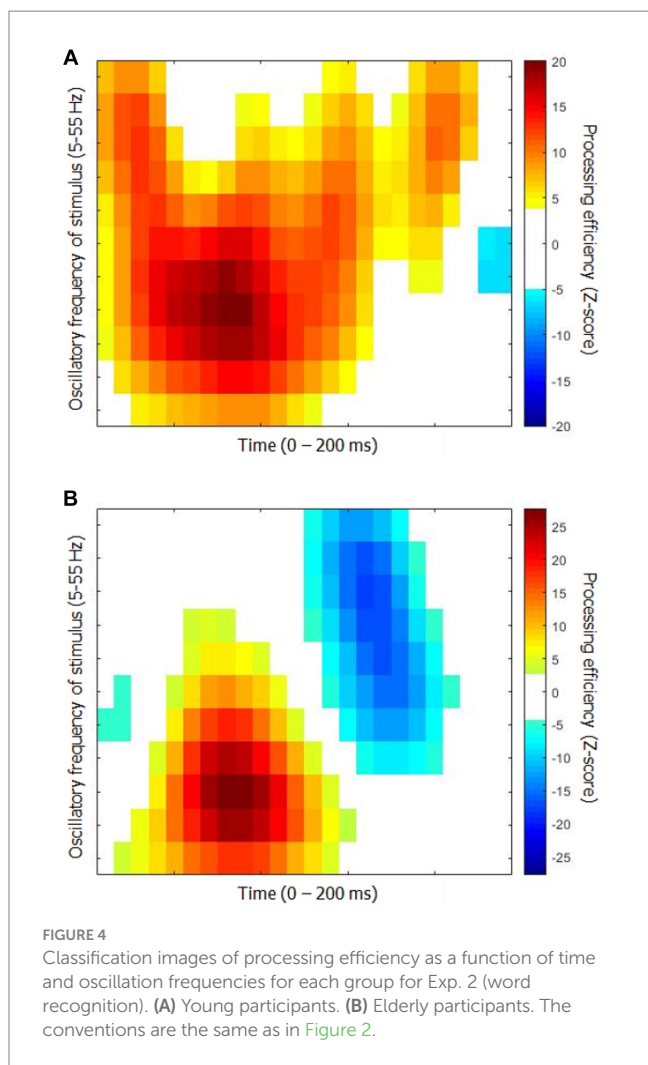 A
Oscillatory frequency of stimulus (5-55 Hz)
Time (0 – 200 ms)
20
15
10
5
0
-5
-10
-15
-20
Processing efficiency (Z-score)
B
Oscillatory frequency of stimulus (5-55 Hz)
Time (0 – 200 ms)
25
20
15
10
5
0
-5
-10
-15
-20
-25
Processing efficiency (Z-score)
FIGURE 4
Classification images of processing efficiency as a function of time
and oscillation frequencies for each group for Exp. 2 (word
recognition). (A) Young participants. (B) Elderly participants. The
conventions are the same as in Figure 2.